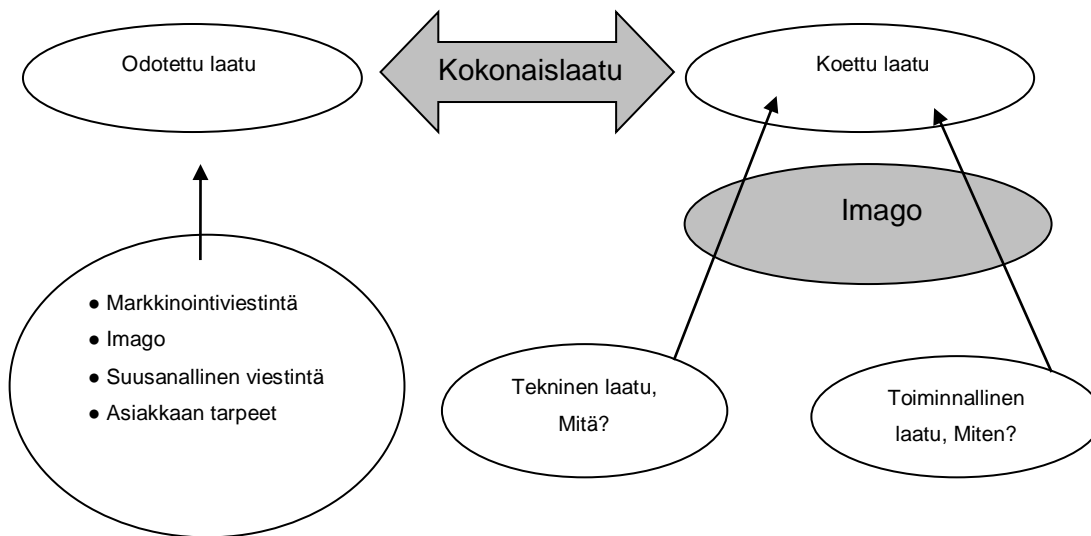 Odotettu laatu
Kokonaislaatu
Koettu laatu
Imago
● Markkinointiviestintä
● Imago
● Suusanallinen viestintä
● Asiakkaan tarpeet
Tekninen laatu,
Mitä?
Toiminnallinen
laatu, Miten?